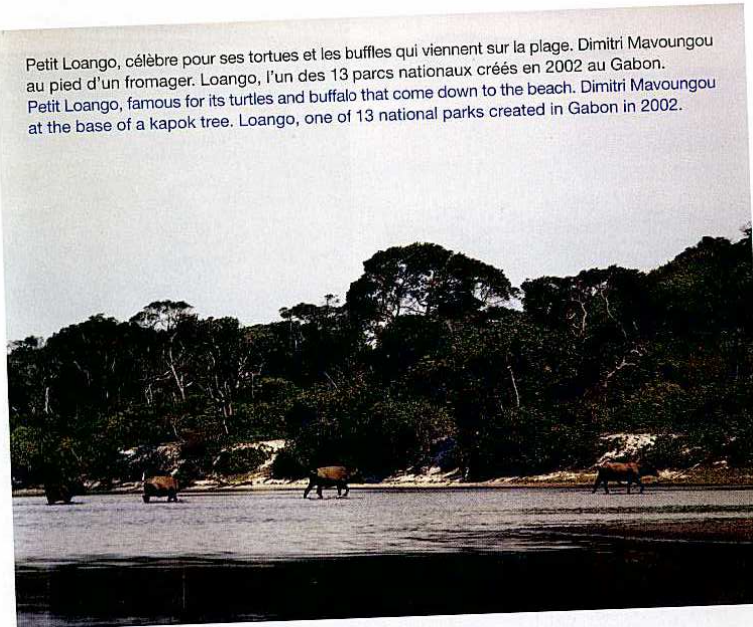 Petit Loango, célèbre pour ses tortues et les buffles qui viennent sur la plage. Dimitri Mavoungou
au pied d'un fromager. Loango, l'un des 13 parcs nationaux créés en 2002 au Gabon.
Petit Loango, famous for its turtles and buffalo that come down to the beach. Dimitri Mavoungou
at the base of a kapok tree. Loango, one of 13 national parks created in Gabon in 2002.